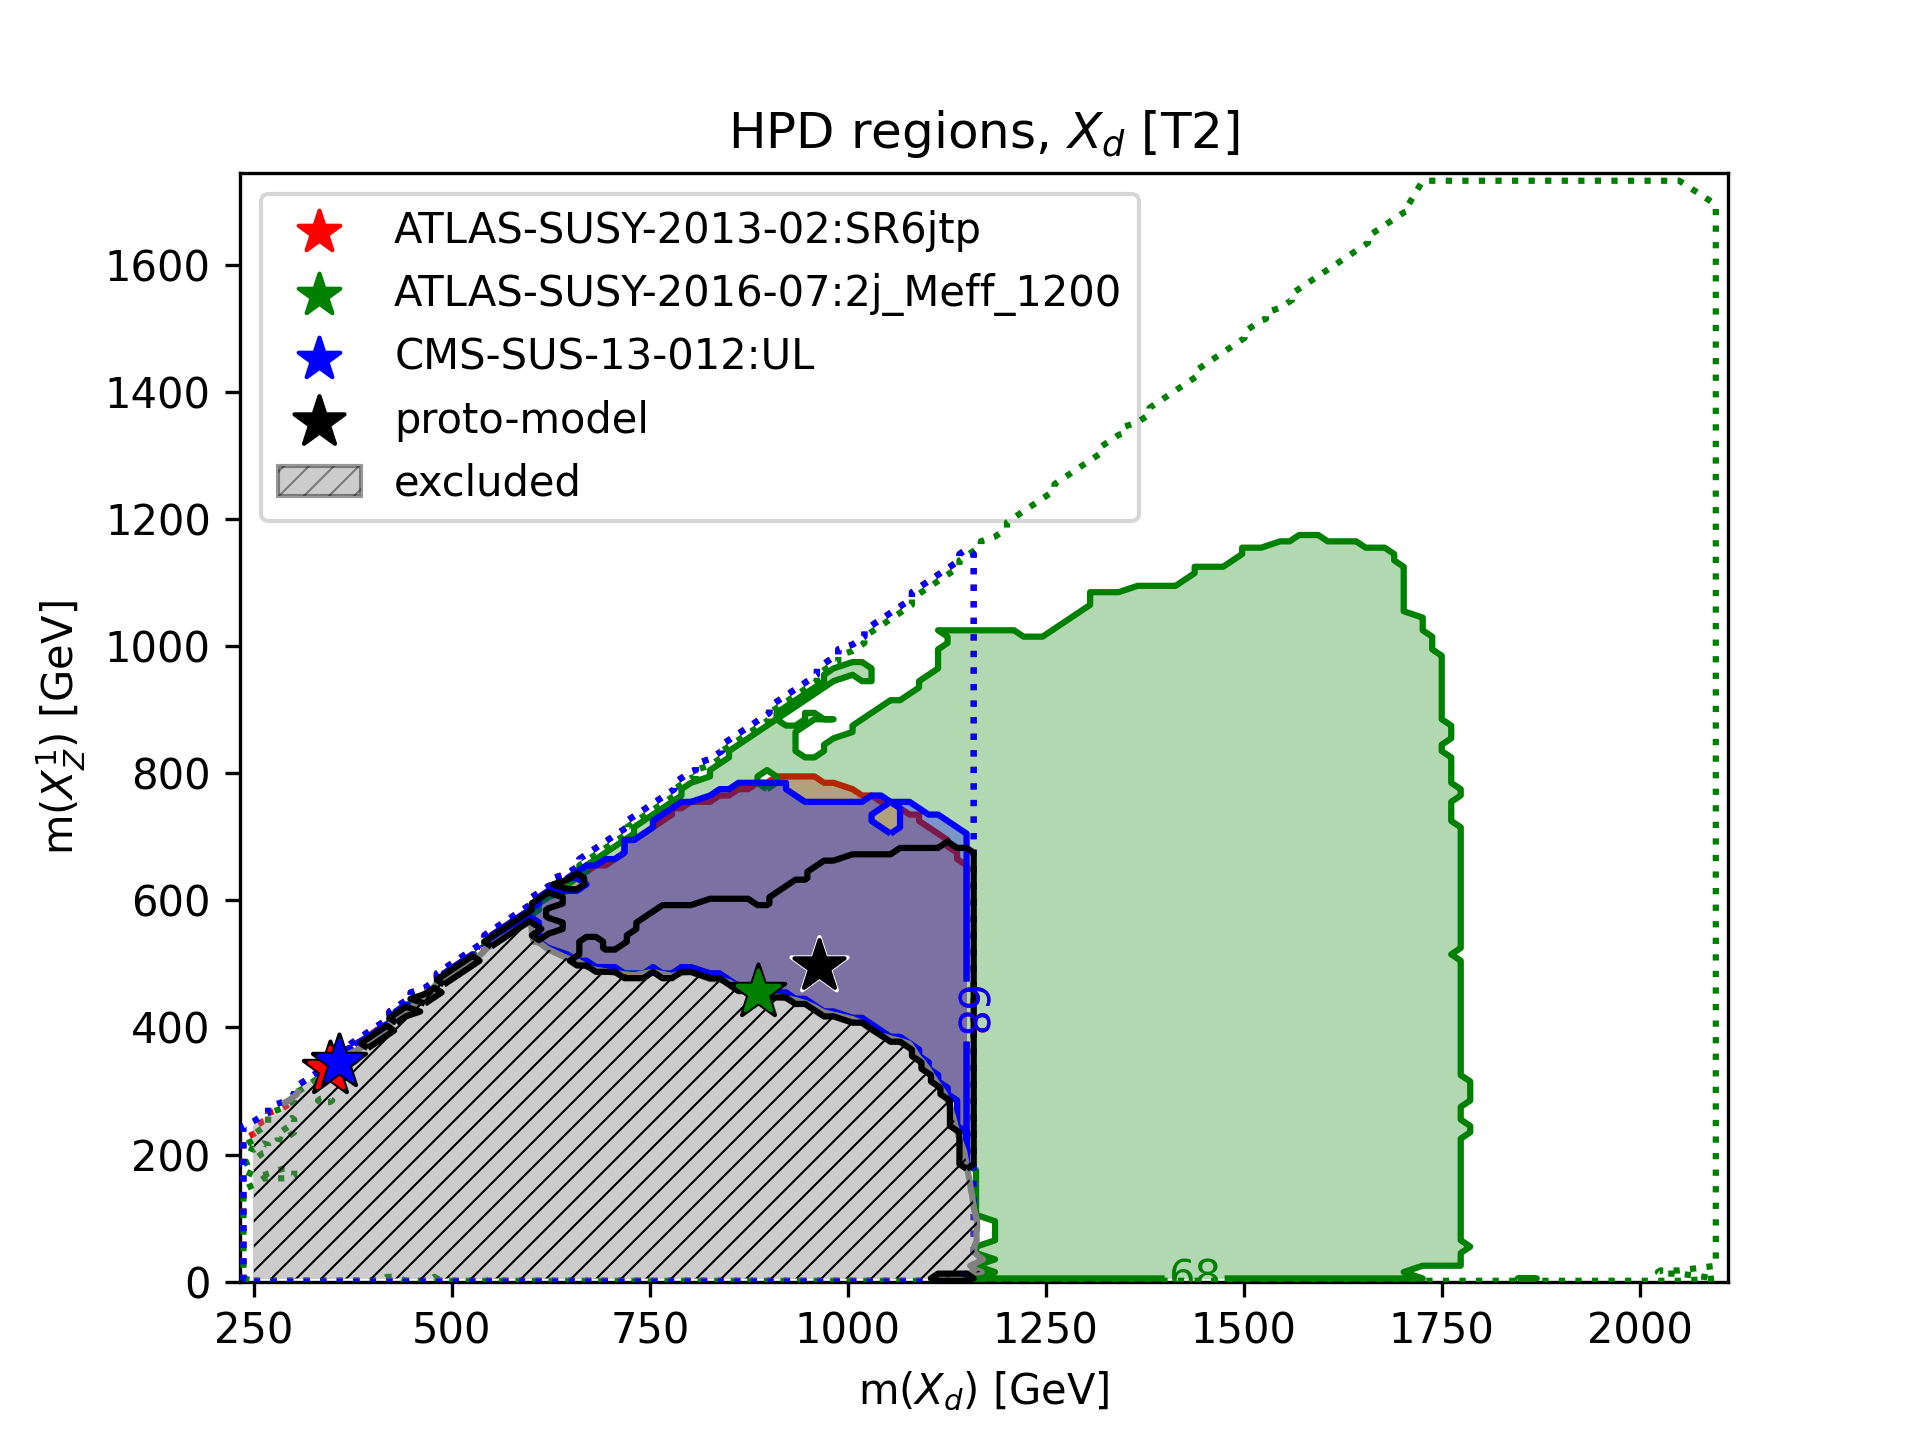 HPD regions, X_d [T2]
ATLAS-SUSY-2013-02:SR6jtp
ATLAS-SUSY-2016-07:2j_Meff_1200
CMS-SUS-13-012:UL
proto-model
excluded
1600
1400
1200
1000
800
600
400
200
0
m(X_Z^1) [GeV]
68
68
250 500 750 1000 1250 1500 1750 2000
m(X_d) [GeV]